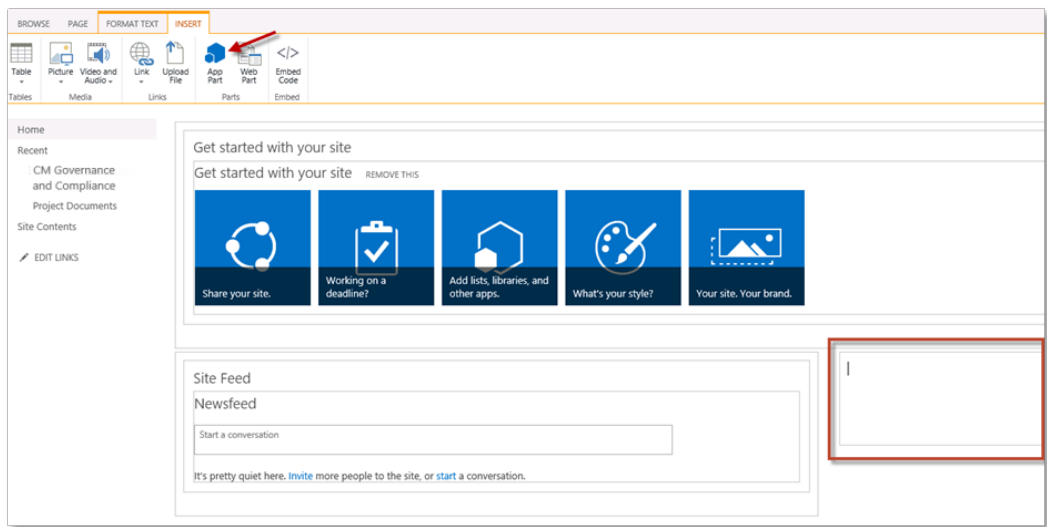 BROWSE PAGE FORMAT TEXT INSERT
Table Picture Video and Audio Link Upload File App Part Web Part Embed Code
Tables Media Links Parts Embed
Home
Recent
CM Governance
and Compliance
Project Documents
Site Contents
EDIT LINKS
Get started with your site
Get started with your site REMOVE THIS
Share your site.
Working on a
deadline?
Add lists, libraries, and
other apps.
What's your style?
Your site. Your brand.
Site Feed
Newsfeed
Start a conversation
It's pretty quiet here. Invite more people to the site, or start a conversation.